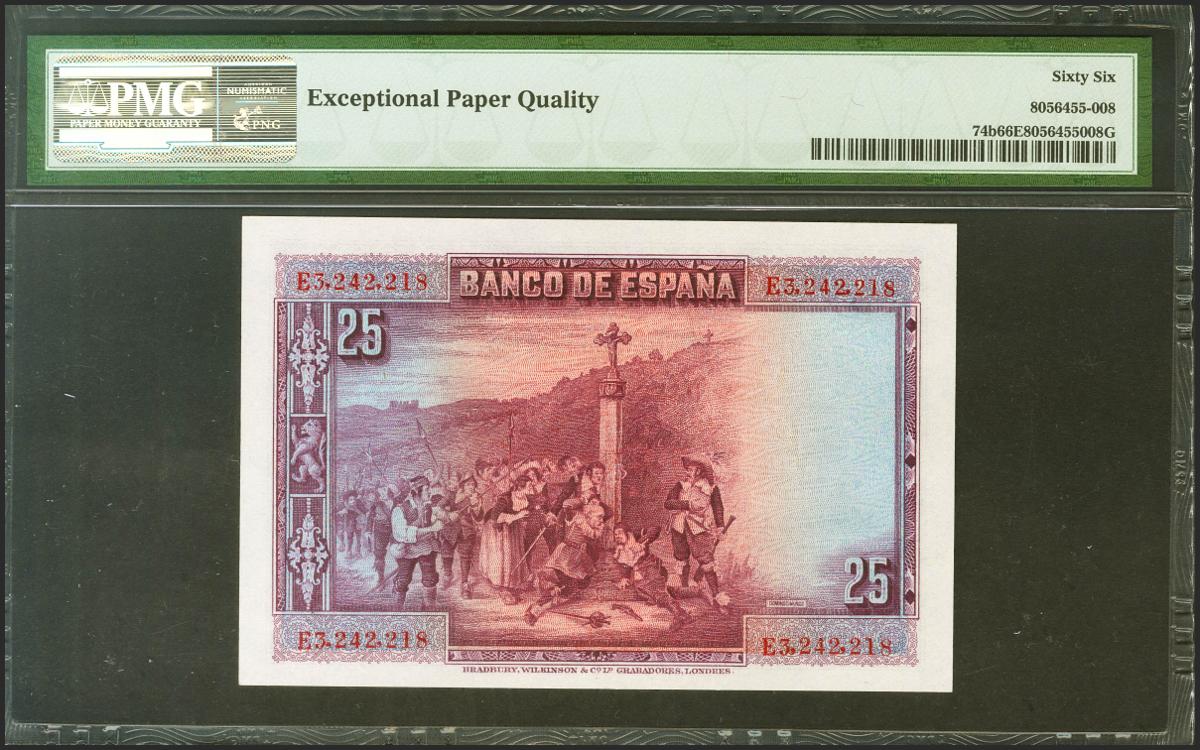 PMG
PAPER MONEY GUARANTY
NUMISMATIC
PNG
Exceptional Paper Quality
Sixty Six
8056455-008
74b66E8056455008G
E3,242,218
BANCO DE ESPAÑA
E3,242,218
25
25
E3,242,218
E3,242,218
BRADBURY, WILKINSON & Cº Lᴰ GRABADORES, LONDRES.